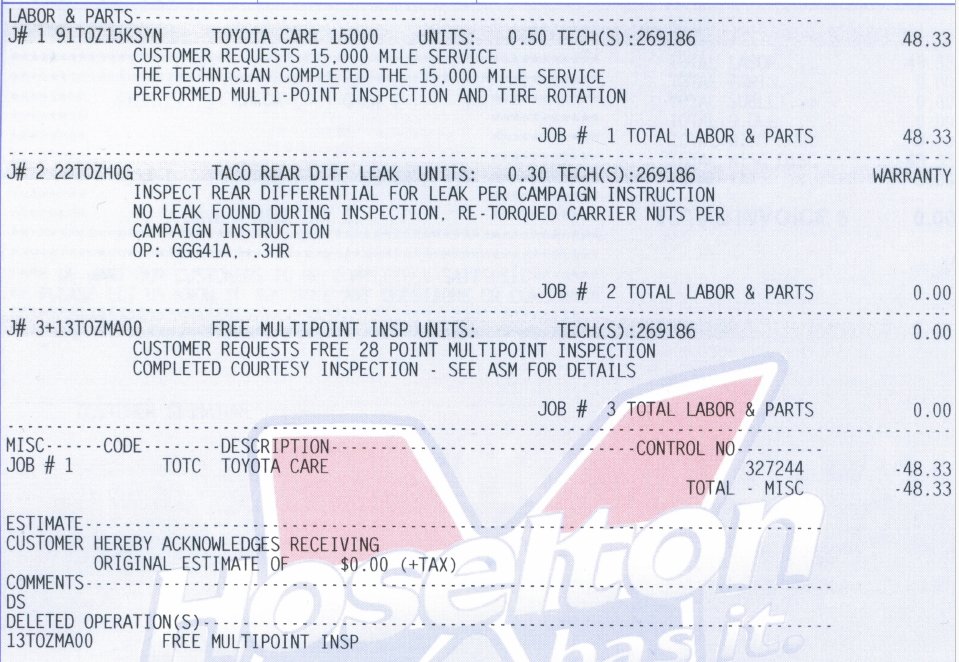 LABOR & PARTS
J# 1 91TOZ15KSYN TOYOTA CARE 15000 UNITS: 0.50 TECH(S):269186 48.33
CUSTOMER REQUESTS 15,000 MILE SERVICE
THE TECHNICIAN COMPLETED THE 15,000 MILE SERVICE
PERFORMED MULTI-POINT INSPECTION AND TIRE ROTATION
JOB # 1 TOTAL LABOR & PARTS 48.33
J# 2 22TOZH0G TACO REAR DIFF LEAK UNITS: 0.30 TECH(S):269186 WARRANTY
INSPECT REAR DIFFERENTIAL FOR LEAK PER CAMPAIGN INSTRUCTION
NO LEAK FOUND DURING INSPECTION, RE-TORQUED CARRIER NUTS PER
CAMPAIGN INSTRUCTION
OP: GGG41A, .3HR
JOB # 2 TOTAL LABOR & PARTS 0.00
J# 3+13TOZMA00 FREE MULTIPOINT INSP UNITS: TECH(S):269186 0.00
CUSTOMER REQUESTS FREE 28 POINT MULTIPOINT INSPECTION
COMPLETED COURTESY INSPECTION - SEE ASM FOR DETAILS
JOB # 3 TOTAL LABOR & PARTS 0.00
MISC------CODE--------DESCRIPTION------------------------------CONTROL NO---------
JOB # 1 TOTC TOYOTA CARE 327244 -48.33
TOTAL - MISC -48.33
ESTIMATE
CUSTOMER HEREBY ACKNOWLEDGES RECEIVING
ORIGINAL ESTIMATE OF $0.00 (+TAX)
COMMENTS
DS
DELETED OPERATION(S)
13TOZMA00 FREE MULTIPOINT INSP
Hoselton
has it.